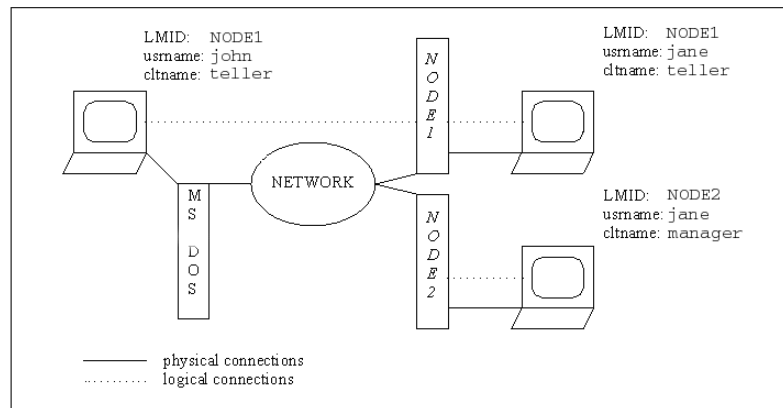 LMID: NODE1
usrname: john
cltname: teller
LMID: NODE1
usrname: jane
cltname: teller
NODE1
NETWORK
MS DOS
NODE2
LMID: NODE2
usrname: jane
cltname: manager
physical connections
logical connections